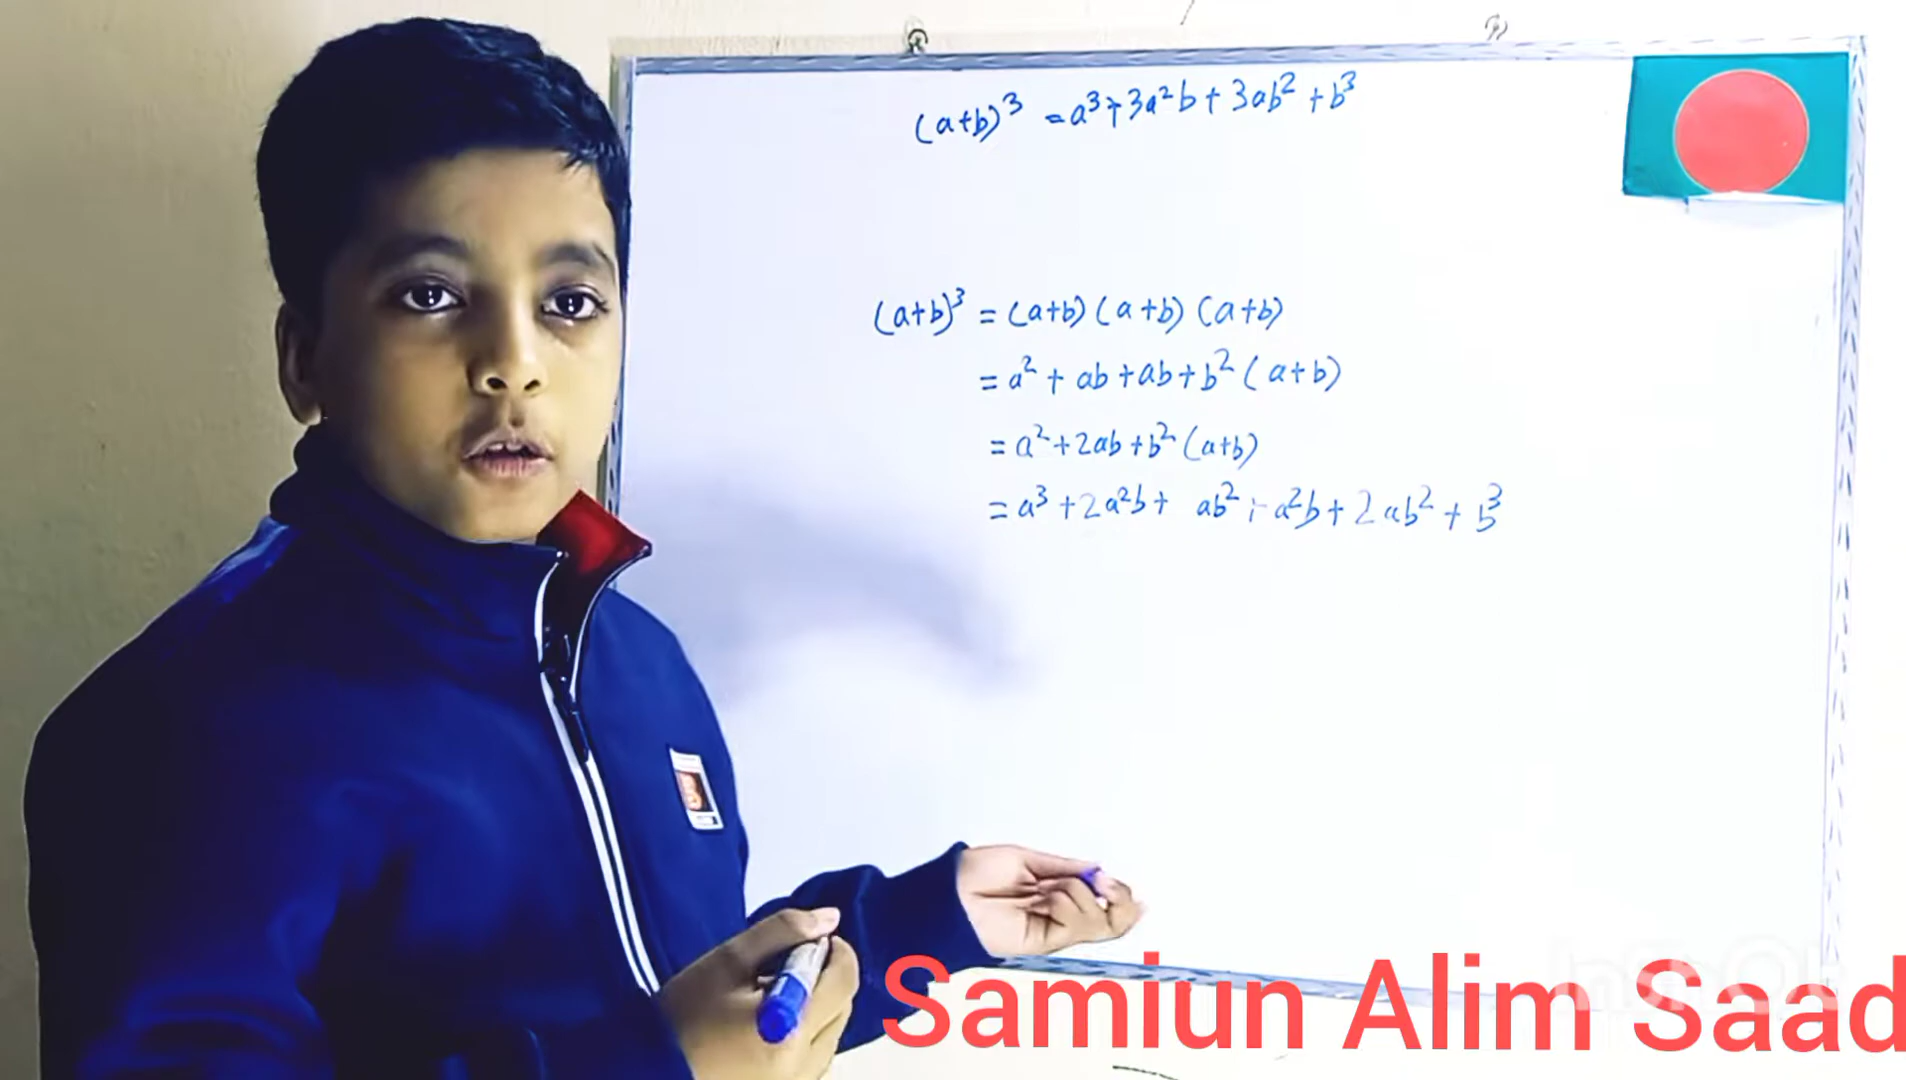 (a+b)³ = a³+3a²b+3ab²+b³
(a+b)³ = (a+b)(a+b)(a+b)
= a²+ab+ab+b²(a+b)
= a²+2ab+b²(a+b)
= a³+2a²b+ ab²+a²b+2ab²+b³
Samiun Alim Saad